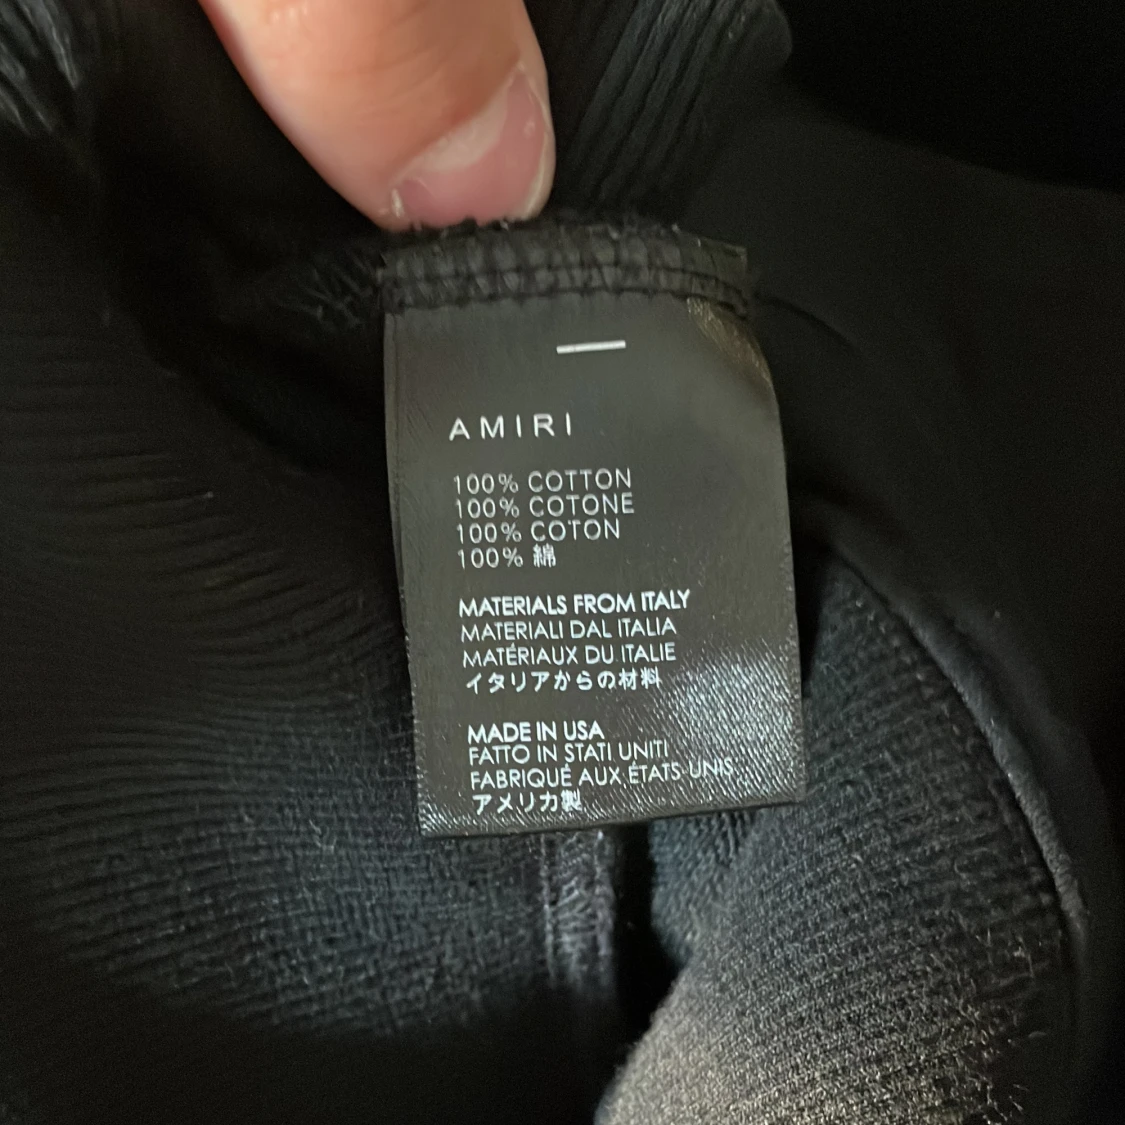 AMIRI
100% COTTON
100% COTONE
100% COTON
100% 綿
MATERIALS FROM ITALY
MATERIALI DAL ITALIA
MATÉRIAUX DU ITALIE
イタリアからの材料
MADE IN USA
FATTO IN STATI UNITI
FABRIQUÉ AUX ÉTATS-UNIS
アメリカ製